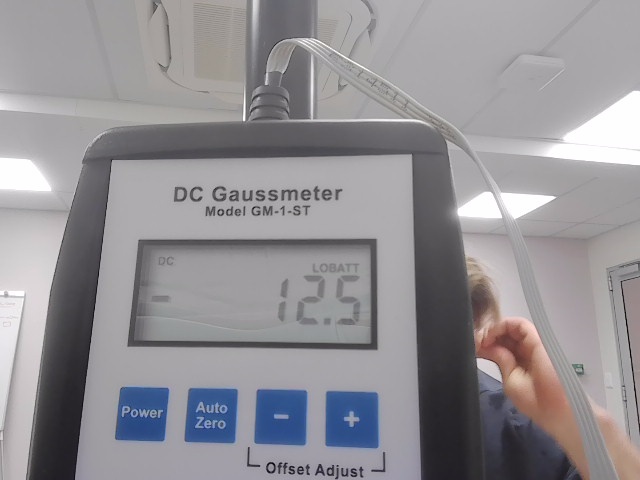 DC Gaussmeter
Model GM-1-ST
DC
LOBATT
- 12.5
Power
Auto
Zero
-
+
Offset Adjust